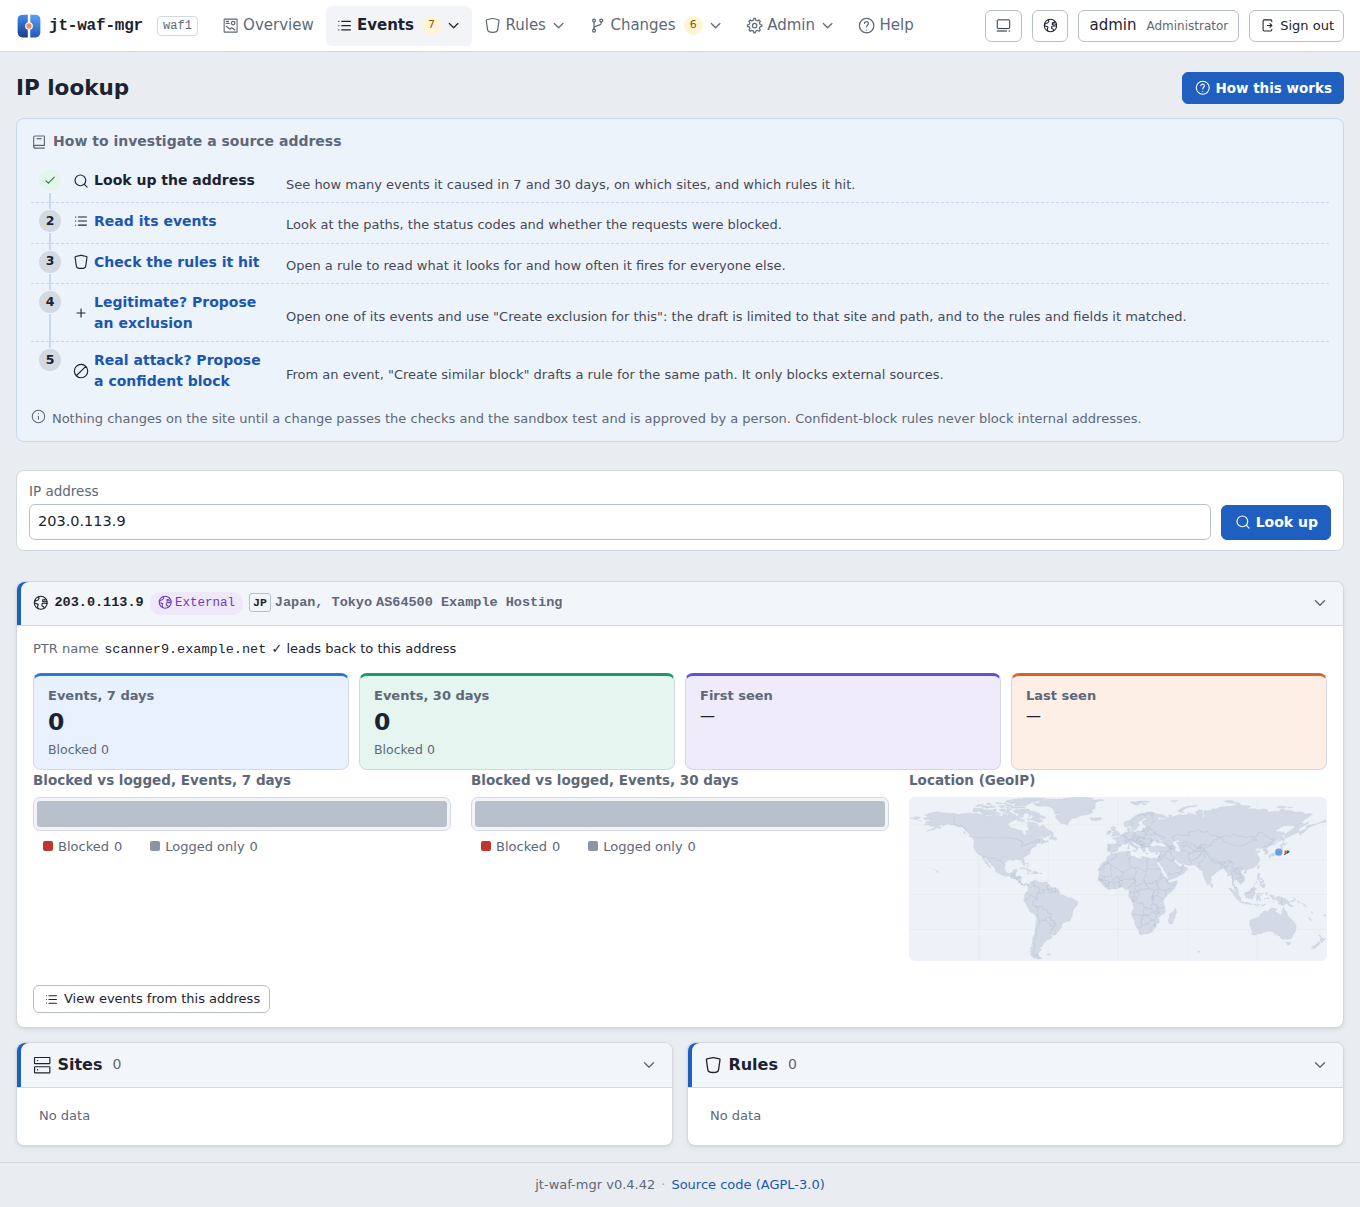 jt-waf-mgr waf1 Overview Events 7 Rules Changes 6 Admin Help admin Administrator Sign out
IP lookup How this works
How to investigate a source address
Look up the address See how many events it caused in 7 and 30 days, on which sites, and which rules it hit.
2 Read its events Look at the paths, the status codes and whether the requests were blocked.
3 Check the rules it hit Open a rule to read what it looks for and how often it fires for everyone else.
4 Legitimate? Propose
an exclusion Open one of its events and use "Create exclusion for this": the draft is limited to that site and path, and to the rules and fields it matched.
5 Real attack? Propose
a confident block From an event, "Create similar block" drafts a rule for the same path. It only blocks external sources.
Nothing changes on the site until a change passes the checks and the sandbox test and is approved by a person. Confident-block rules never block internal addresses.
IP address
203.0.113.9 Look up
203.0.113.9 External JP Japan, Tokyo AS64500 Example Hosting
PTR name scanner9.example.net ✓ leads back to this address
Events, 7 days Events, 30 days First seen Last seen
0 0 — —
Blocked 0 Blocked 0
Blocked vs logged, Events, 7 days Blocked vs logged, Events, 30 days Location (GeoIP)
Blocked 0 Logged only 0 Blocked 0 Logged only 0
JP
View events from this address
Sites 0 Rules 0
No data No data
jt-waf-mgr v0.4.42 · Source code (AGPL-3.0)